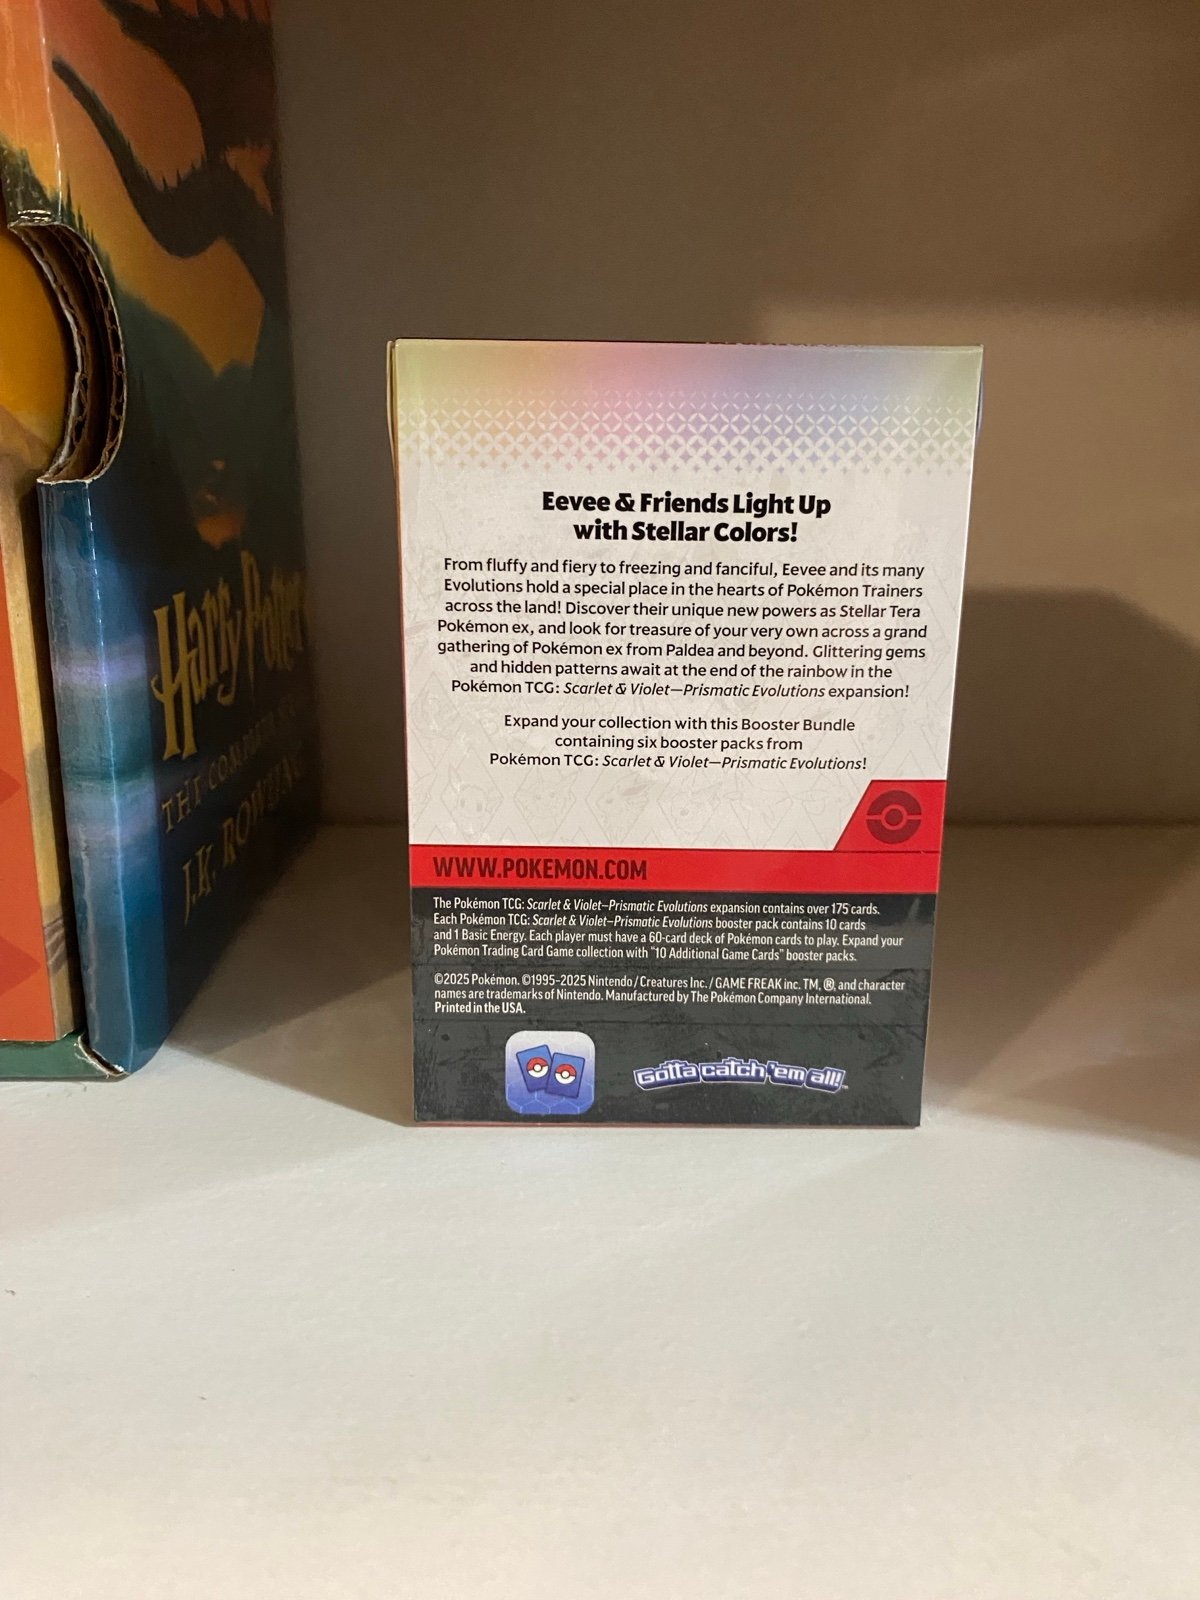 Harry Potter
THE COMPLETE
J.K. ROWLING
Eevee & Friends Light Up
with Stellar Colors!
From fluffy and fiery to freezing and fanciful, Eevee and its many
Evolutions hold a special place in the hearts of Pokémon Trainers
across the land! Discover their unique new powers as Stellar Tera
Pokémon ex, and look for treasure of your very own across a grand
gathering of Pokémon ex from Paldea and beyond. Glittering gems
and hidden patterns await at the end of the rainbow in the
Pokémon TCG: Scarlet & Violet—Prismatic Evolutions expansion!
Expand your collection with this Booster Bundle
containing six booster packs from
Pokémon TCG: Scarlet & Violet—Prismatic Evolutions!
WWW.POKEMON.COM
The Pokémon TCG: Scarlet & Violet—Prismatic Evolutions expansion contains over 175 cards.
Each Pokémon TCG: Scarlet & Violet—Prismatic Evolutions booster pack contains 10 cards
and 1 Basic Energy. Each player must have a 60-card deck of Pokémon cards to play. Expand your
Pokémon Trading Card Game collection with "10 Additional Game Cards" booster packs.
©2025 Pokémon. ©1995-2025 Nintendo/Creatures Inc./GAME FREAK inc. TM, ®, and character
names are trademarks of Nintendo. Manufactured by The Pokémon Company International.
Printed in the USA.
Gotta catch 'em all!™